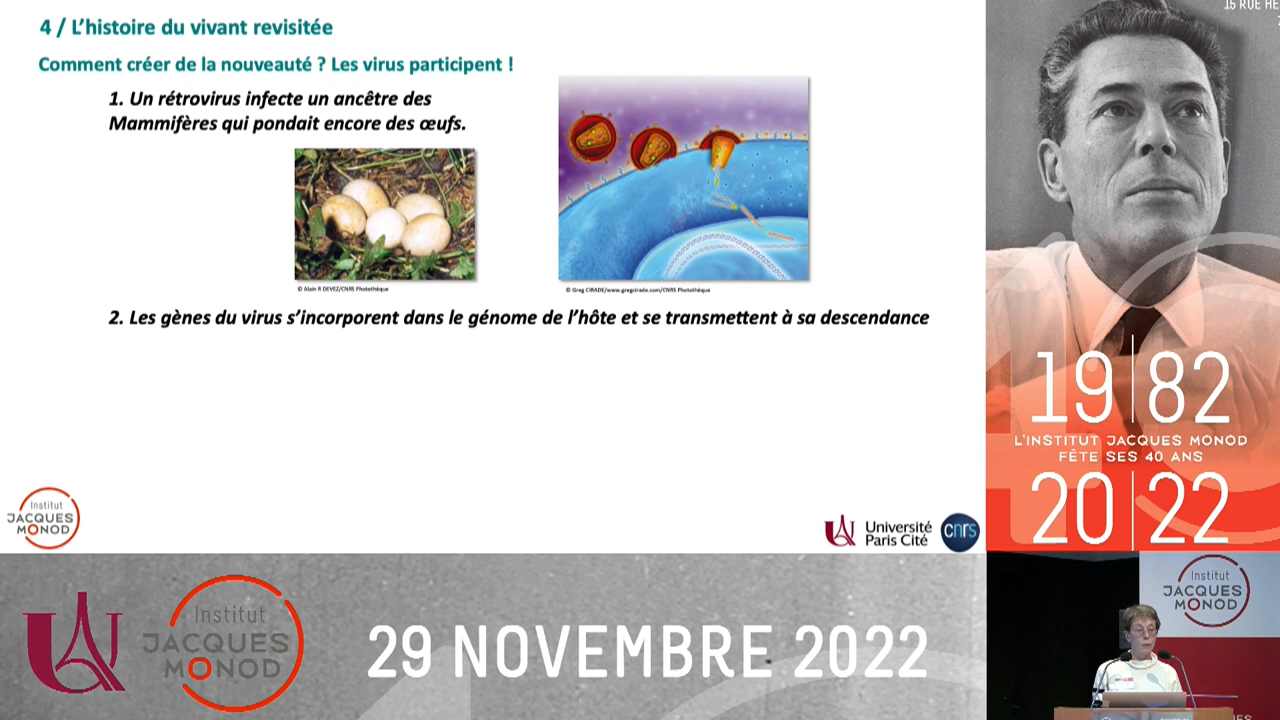 4 / L'histoire du vivant revisitée
Comment créer de la nouveauté ? Les virus participent !
1. Un rétrovirus infecte un ancêtre des
Mammifères qui pondait encore des œufs.
© Alain R DEVEZ/CNRS Photothèque
© Greg CIRADE/www.gregcirade.com/CNRS Photothèque
2. Les gènes du virus s'incorporent dans le génome de l'hôte et se transmettent à sa descendance
Institut
JACQUES
MONOD
Université
Paris Cité
cnrs
15 RUE HE
19 82
L'INSTITUT JACQUES MONOD
FÊTE SES 40 ANS
20 22
Institut
JACQUES
MONOD
29 NOVEMBRE 2022
Institut
JACQUES
MONOD